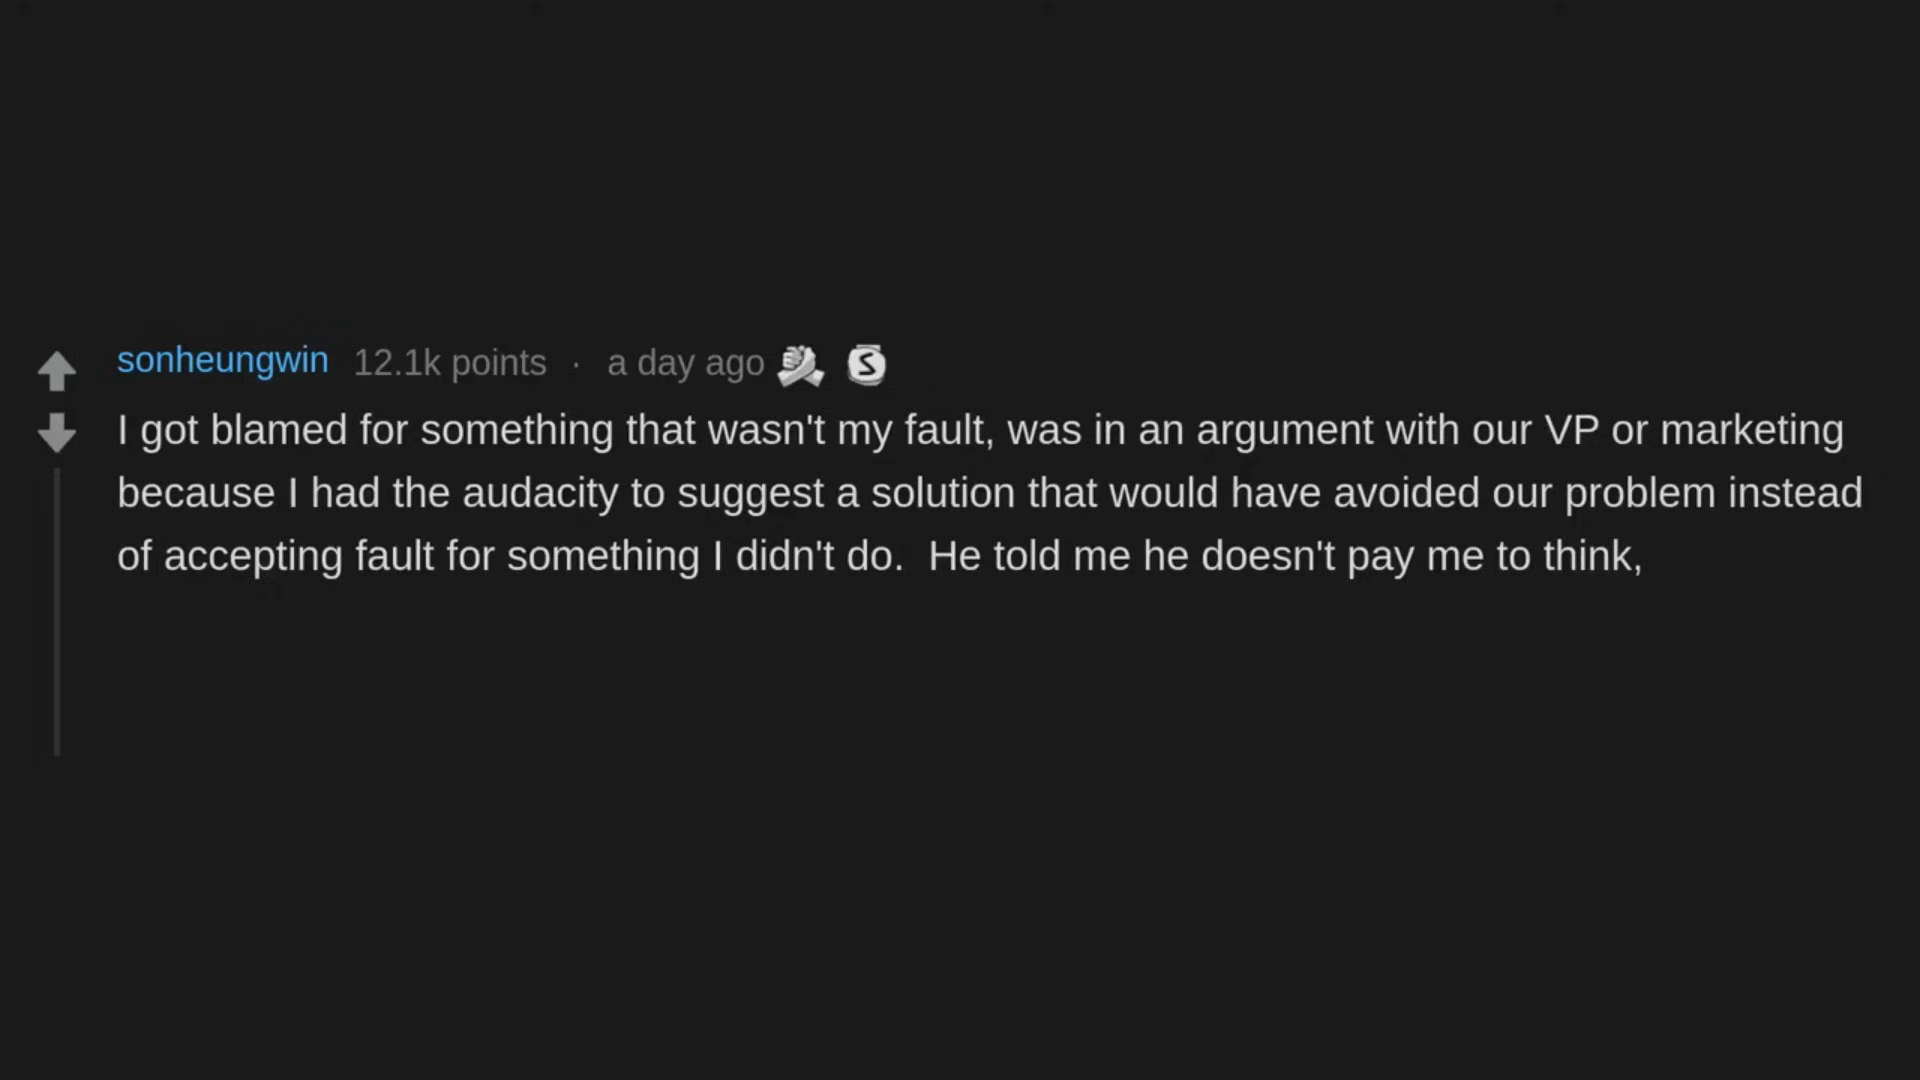 sonheungwin 12.1k points · a day ago
I got blamed for something that wasn't my fault, was in an argument with our VP or marketing
because I had the audacity to suggest a solution that would have avoided our problem instead
of accepting fault for something I didn't do.  He told me he doesn't pay me to think,